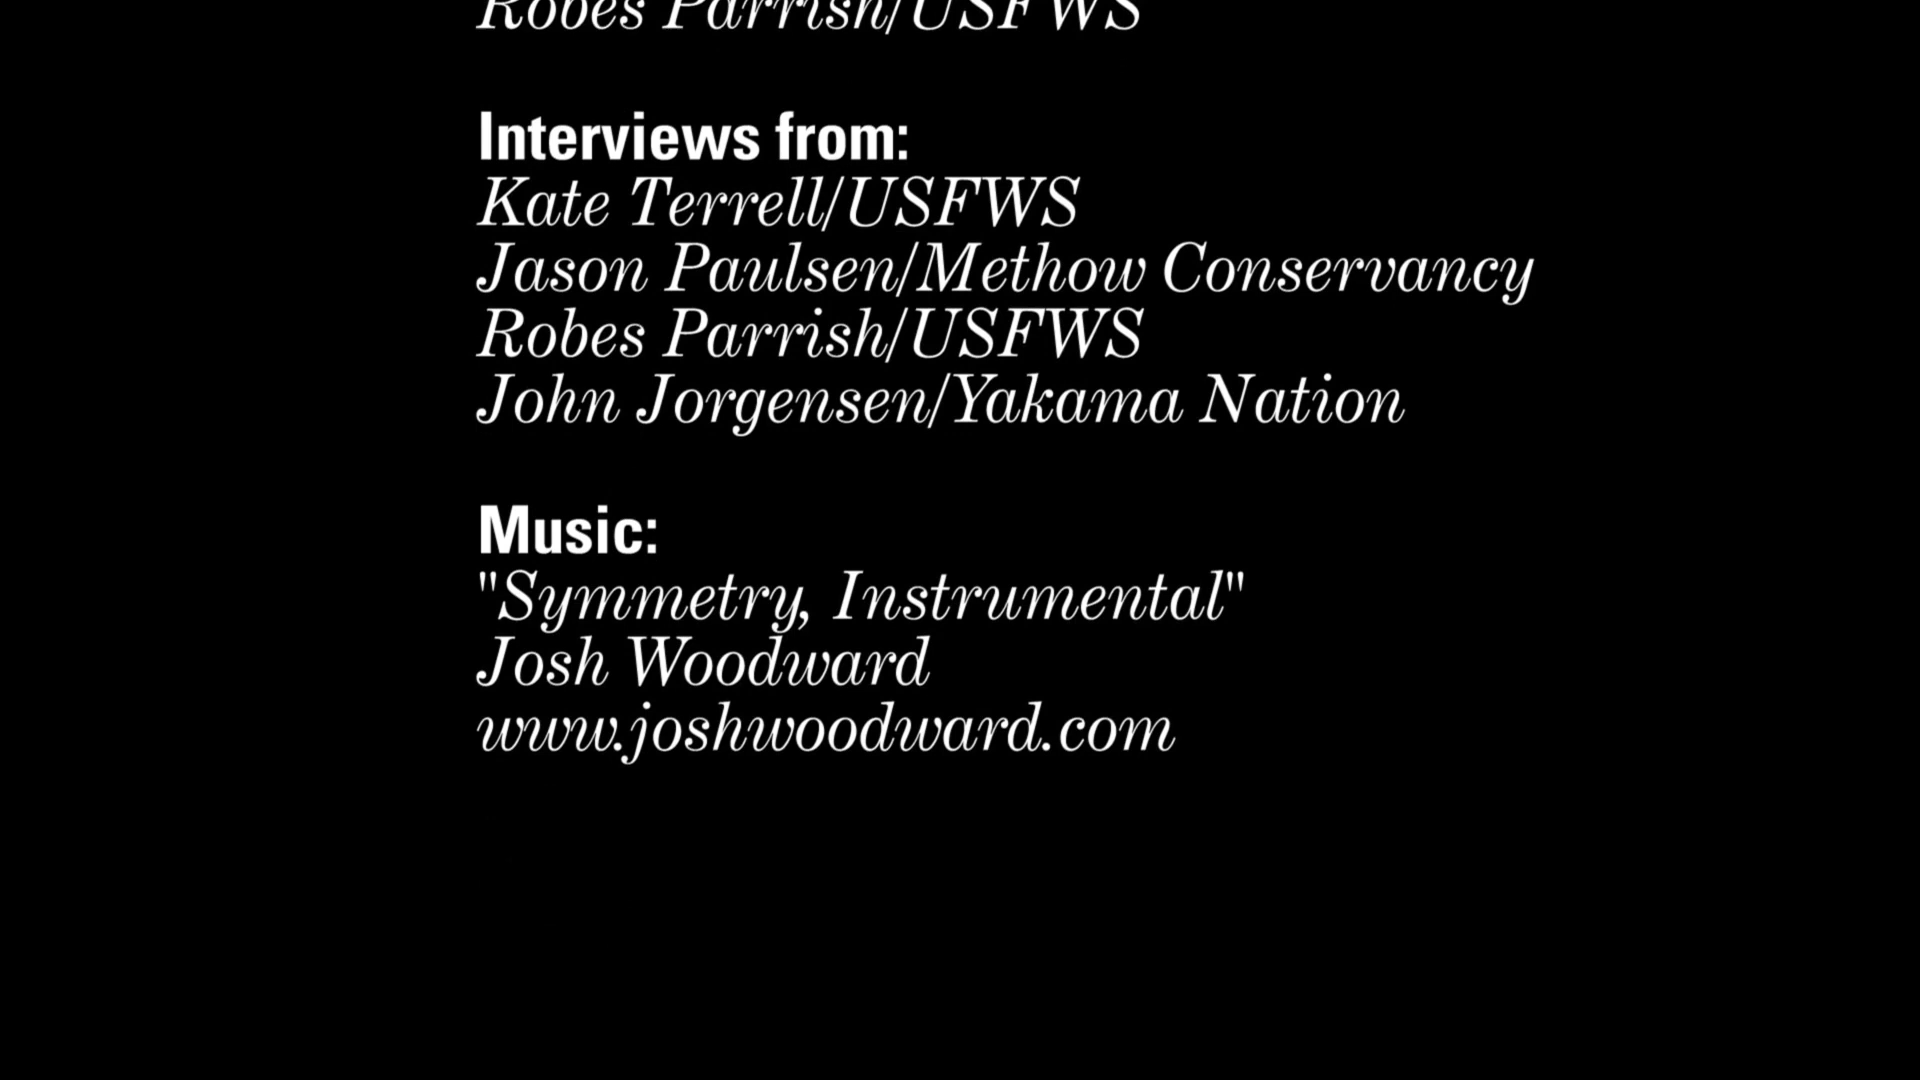 Robes Parrish/USFWS
Interviews from:
Kate Terrell/USFWS
Jason Paulsen/Methow Conservancy
Robes Parrish/USFWS
John Jorgensen/Yakama Nation
Music:
"Symmetry, Instrumental"
Josh Woodward
www.joshwoodward.com